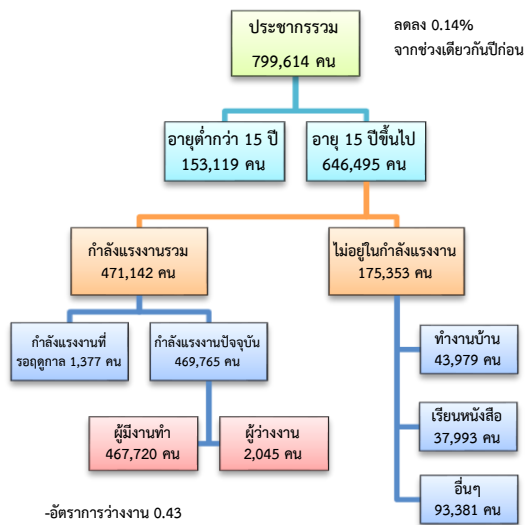 ประชากรรวม
799,614 คน
ลดลง 0.14%
จากช่วงเดียวกันปีก่อน
อายุต่ำกว่า 15 ปี
153,119 คน
อายุ 15 ปีขึ้นไป
646,495 คน
กำลังแรงงานรวม
471,142 คน
ไม่อยู่ในกำลังแรงงาน
175,353 คน
กำลังแรงงานที่
รอฤดูกาล 1,377 คน
กำลังแรงงานปัจจุบัน
469,765 คน
ทำงานบ้าน
43,979 คน
ผู้มีงานทำ
467,720 คน
ผู้ว่างงาน
2,045 คน
เรียนหนังสือ
37,993 คน
อื่นๆ
93,381 คน
-อัตราการว่างงาน 0.43